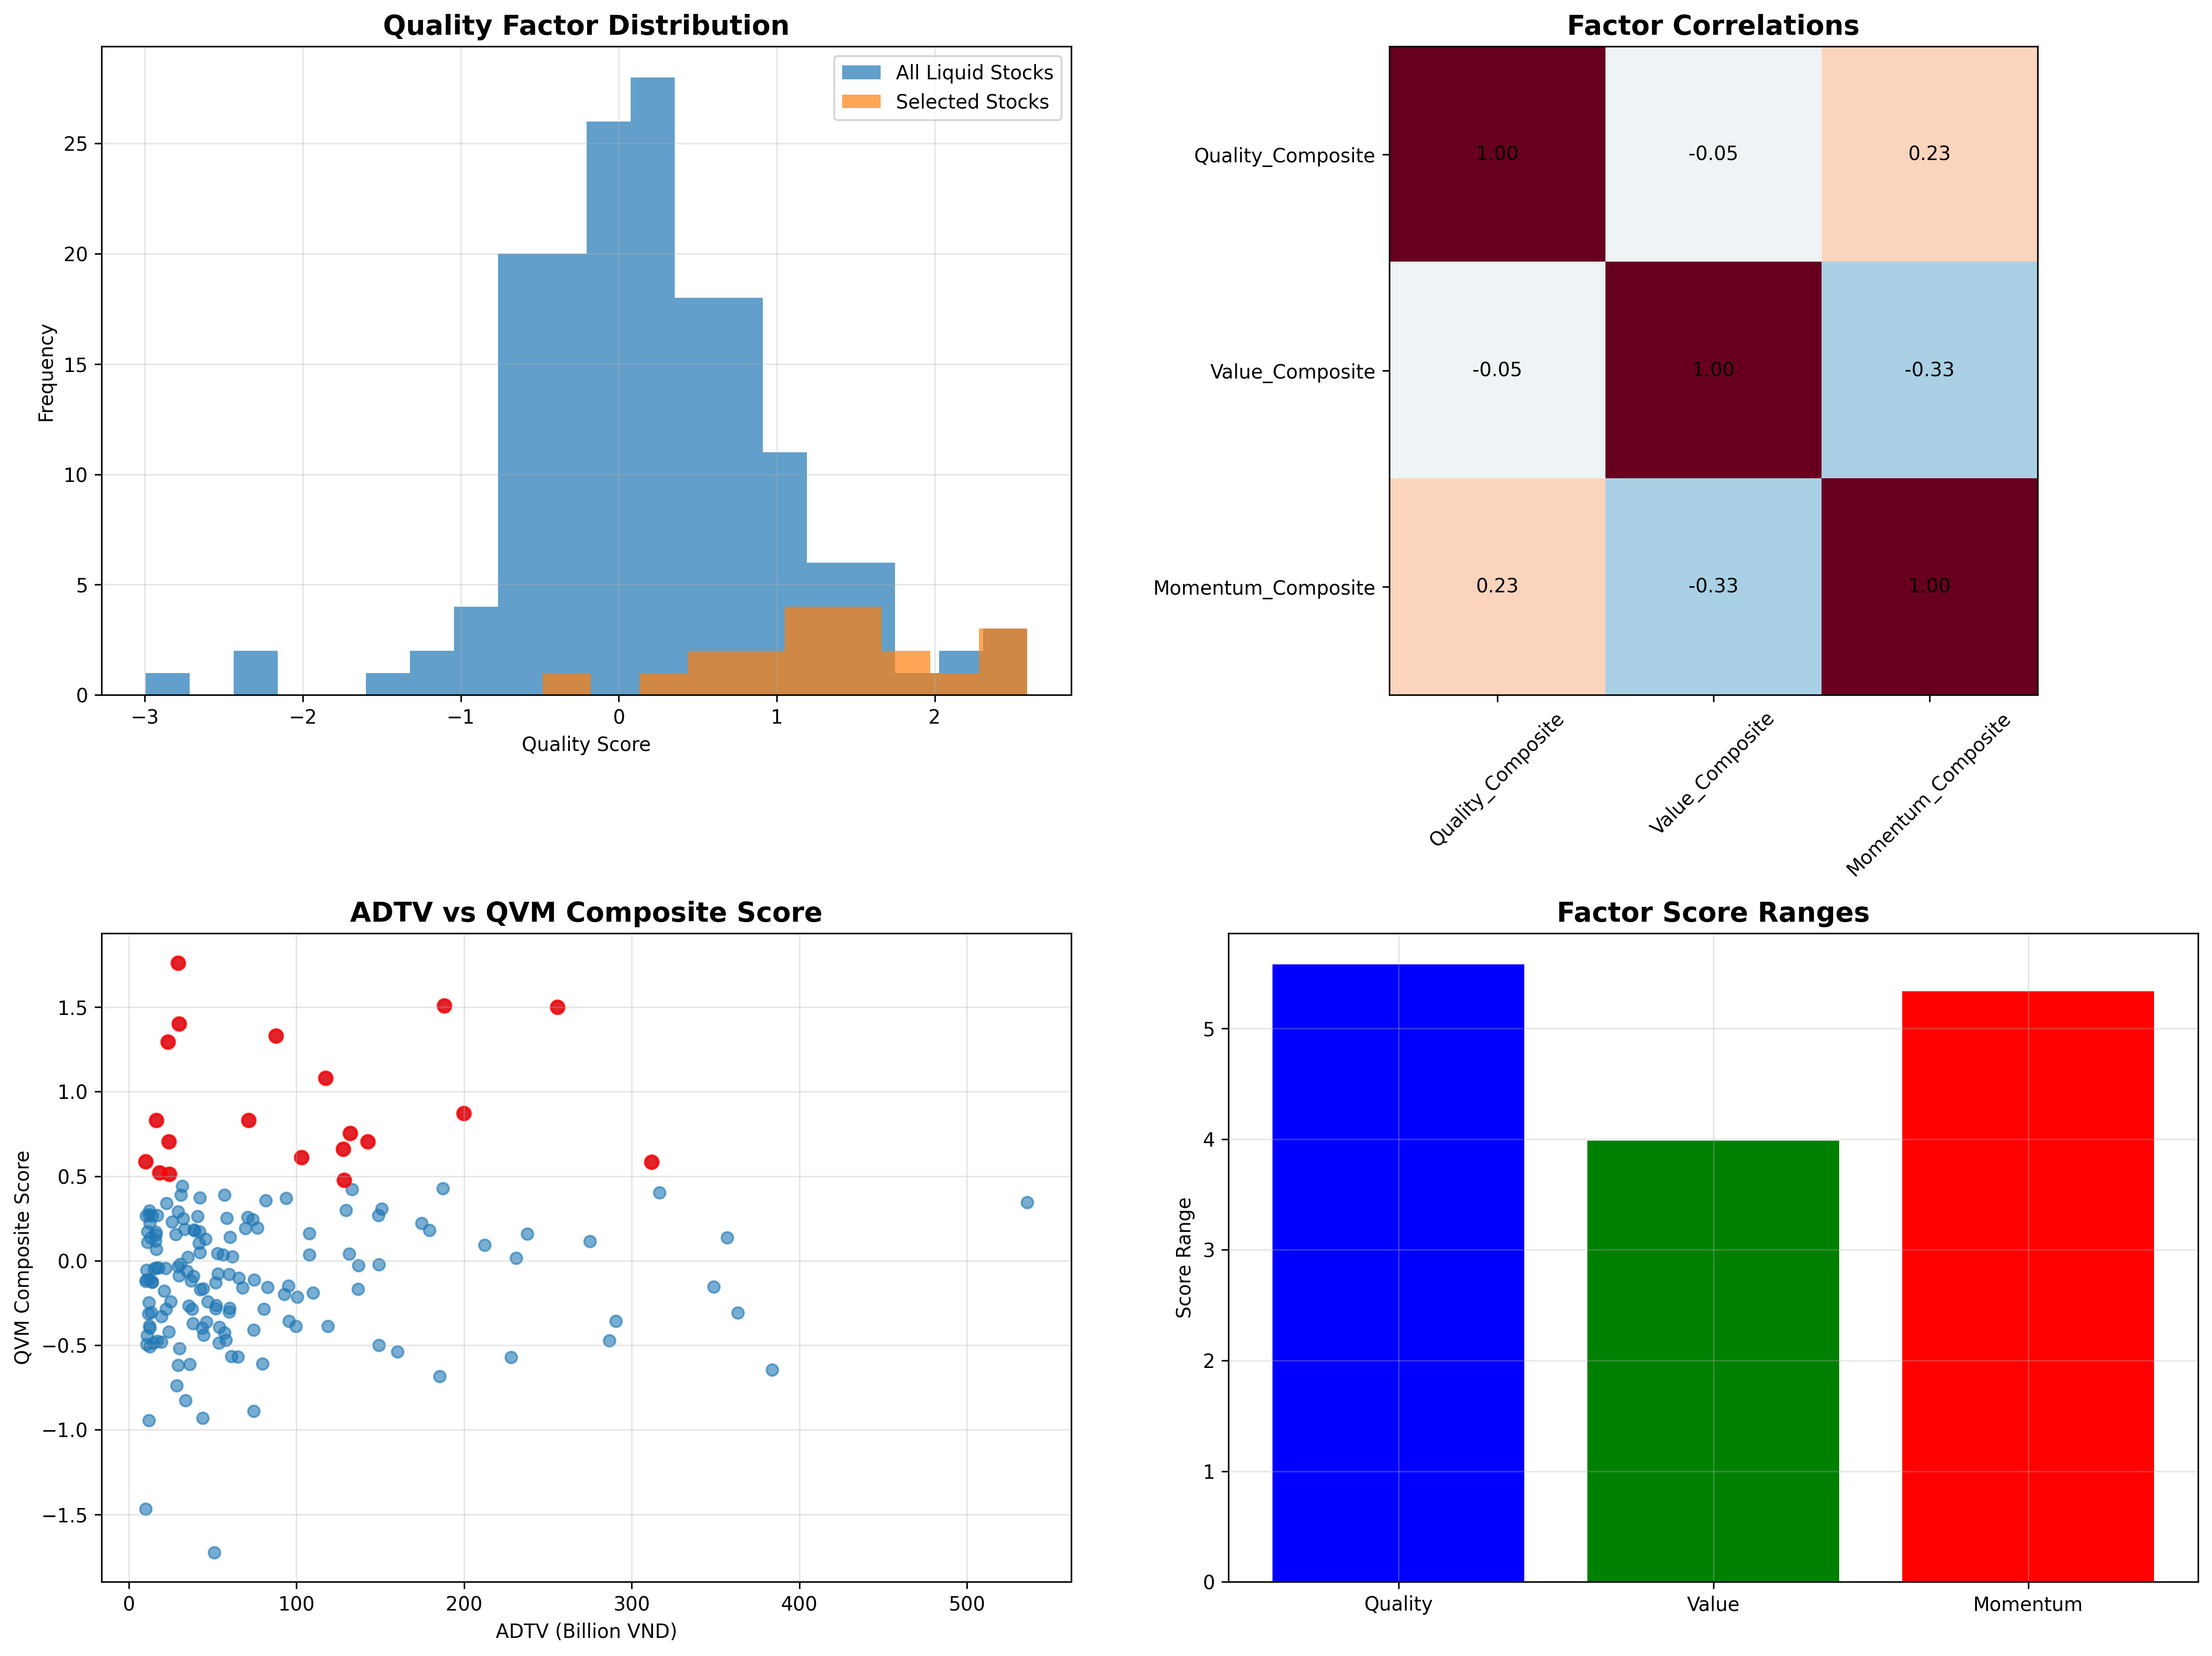 Quality Factor Distribution
All Liquid Stocks
Selected Stocks
Frequency
25
20
15
10
5
0
−3
−2
−1
0
1
2
Quality Score
Factor Correlations
Quality_Composite
1.00
-0.05
0.23
Value_Composite
-0.05
1.00
-0.33
Momentum_Composite
0.23
-0.33
1.00
Quality_Composite
Value_Composite
Momentum_Composite
ADTV vs QVM Composite Score
QVM Composite Score
1.5
1.0
0.5
0.0
−0.5
−1.0
−1.5
0
100
200
300
400
500
ADTV (Billion VND)
Factor Score Ranges
Score Range
5
4
3
2
1
0
Quality
Value
Momentum